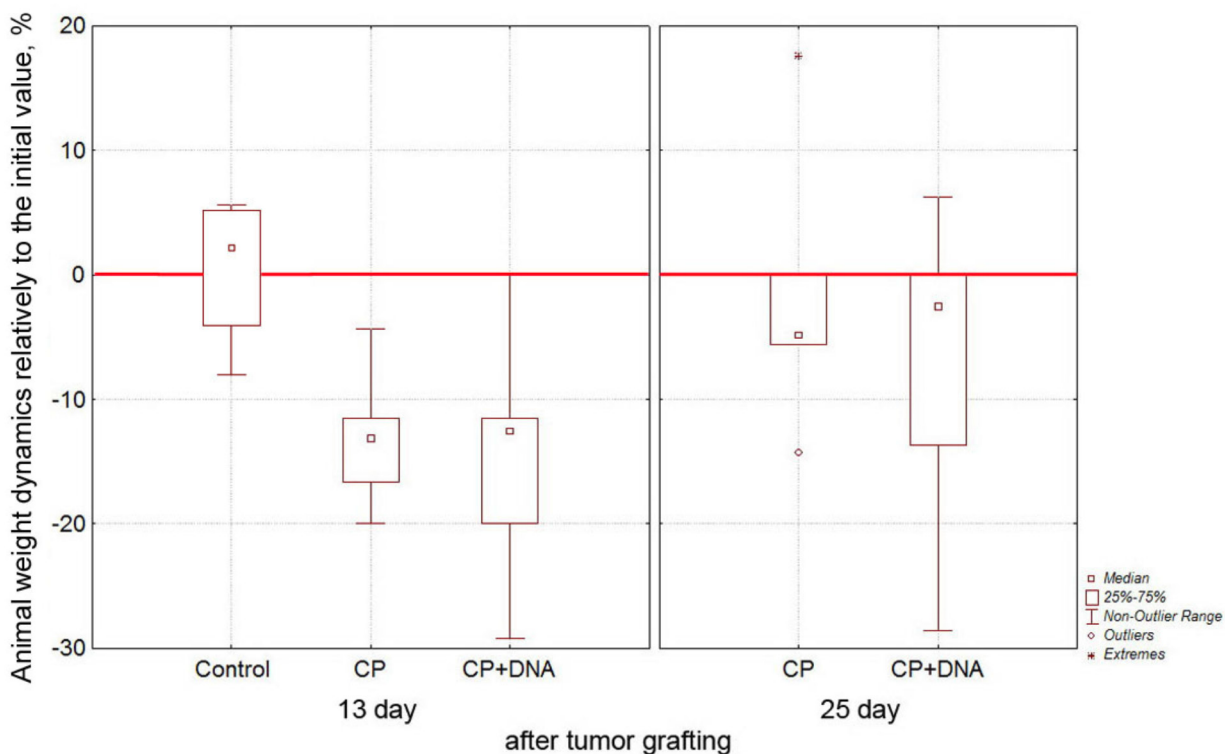 Animal weight dynamics relatively to the initial value, %
20
10
0
-10
-20
-30
Control CP CP+DNA CP CP+DNA
13 day 25 day
after tumor grafting
Median
25%-75%
Non-Outlier Range
Outliers
Extremes